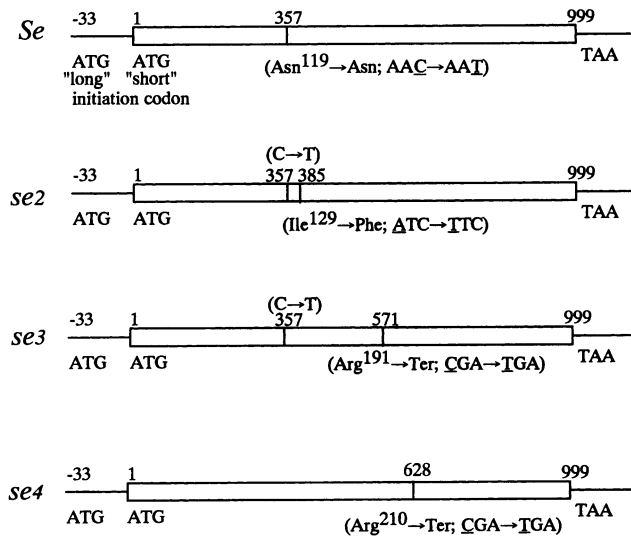 -33 1 357 999
Se
ATG ATG (Asn119→Asn; AAC→AAT) TAA
"long" "short"
initiation codon
(C→T)
-33 1 357 385 999
se2
ATG ATG (Ile129→Phe; ATC→TTC) TAA
(C→T)
-33 1 357 571 999
se3
ATG ATG (Arg191→Ter; CGA→TGA) TAA
-33 1 628 999
se4
ATG ATG (Arg210→Ter; CGA→TGA) TAA